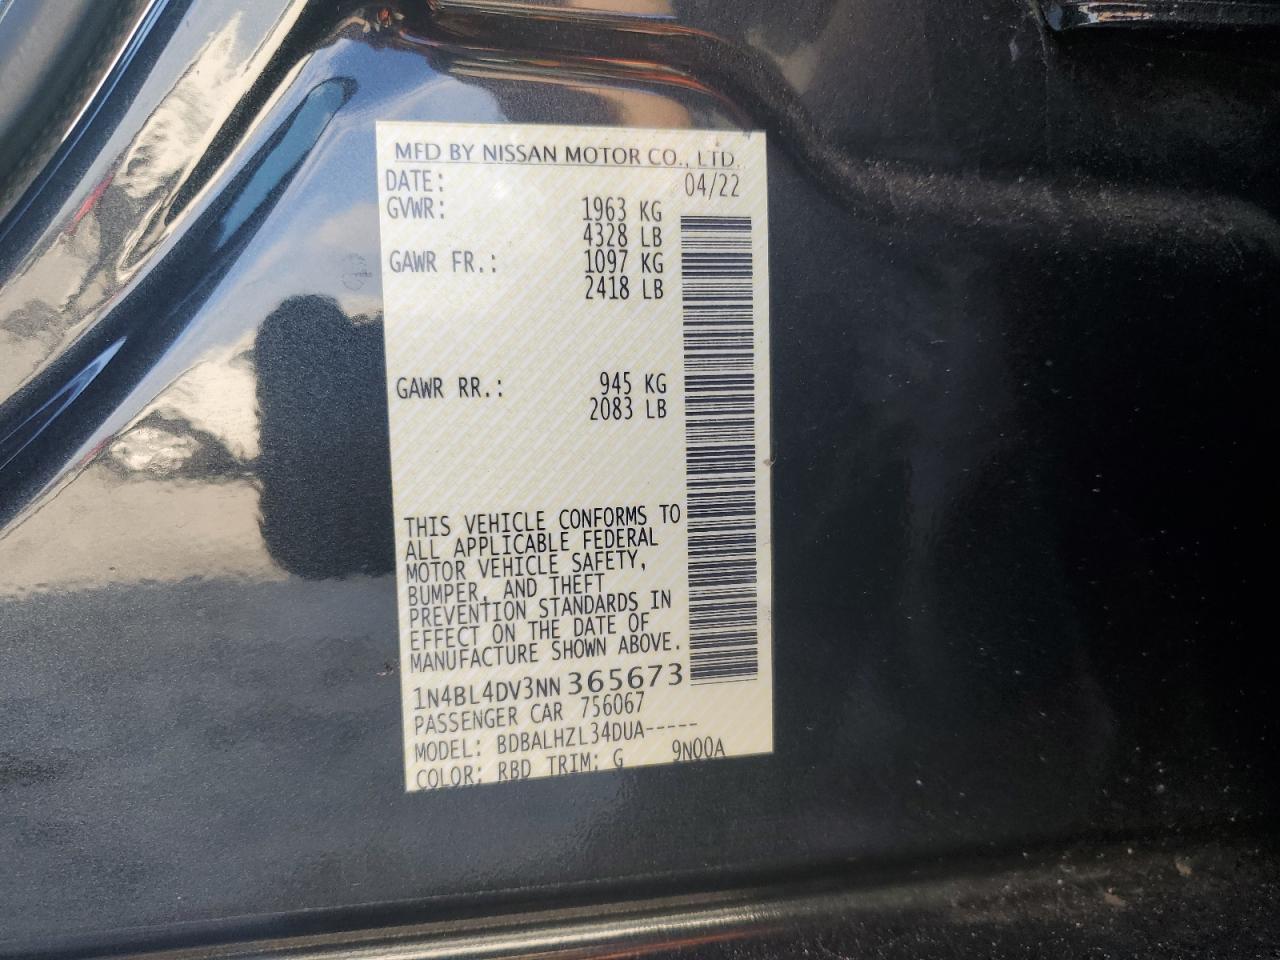 MFD BY NISSAN MOTOR CO., LTD.
DATE: 04/22
GVWR: 1963 KG
4328 LB
GAWR FR.: 1097 KG
2418 LB
GAWR RR.: 945 KG
2083 LB
THIS VEHICLE CONFORMS TO
ALL APPLICABLE FEDERAL
MOTOR VEHICLE SAFETY,
BUMPER, AND THEFT
PREVENTION STANDARDS IN
EFFECT ON THE DATE OF
MANUFACTURE SHOWN ABOVE.
1N4BL4DV3NN365673
PASSENGER CAR 756067
MODEL: BDBALHZL34DUA-----
COLOR: RBD TRIM: G 9N00A